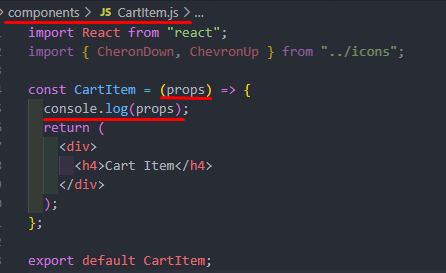 components > JS CartItem.js > ...
import React from "react";
import { CheronDown, ChevronUp } from "../icons";
const CartItem = (props) => {
console.log(props);
return (
<div>
<h4>Cart Item</h4>
</div>
);
};
export default CartItem;